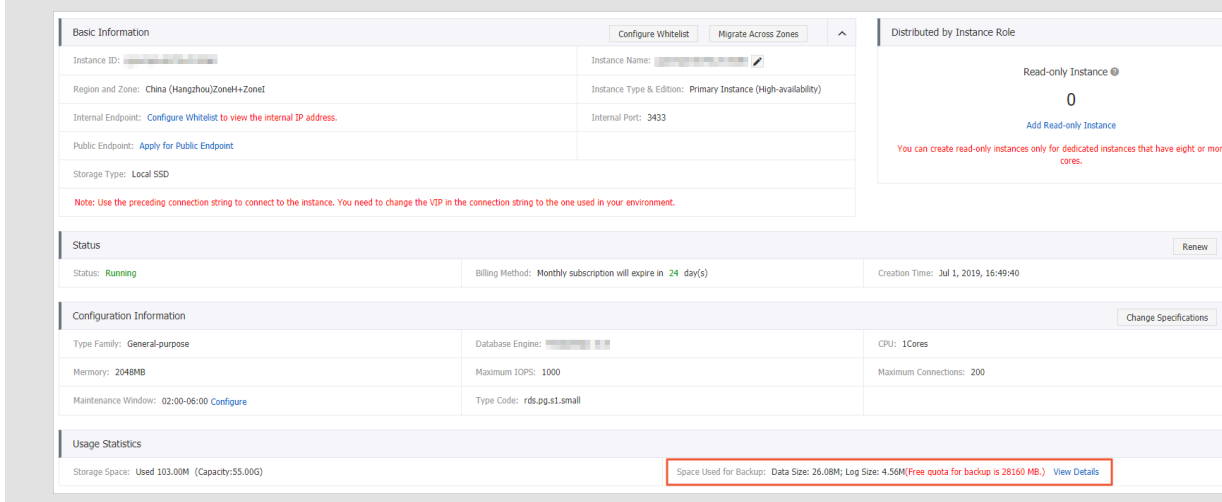 Basic Information
Configure Whitelist
Migrate Across Zones
Distributed by Instance Role
Instance ID:
Instance Name:
Read-only Instance
Region and Zone: China (Hangzhou)ZoneH+ZoneI
Instance Type & Edition: Primary Instance (High-availability)
0
Internal Endpoint: Configure Whitelist to view the internal IP address.
Internal Port: 3433
Add Read-only Instance
Public Endpoint: Apply for Public Endpoint
You can create read-only instances only for dedicated instances that have eight or mor
cores.
Storage Type: Local SSD
Note: Use the preceding connection string to connect to the instance. You need to change the VIP in the connection string to the one used in your environment.
Status
Renew
Status: Running
Billing Method: Monthly subscription will expire in 24 day(s)
Creation Time: Jul 1, 2019, 16:49:40
Configuration Information
Change Specifications
Type Family: General-purpose
Database Engine:
CPU: 1Cores
Mermory: 2048MB
Maximum IOPS: 1000
Maximum Connections: 200
Maintenance Window: 02:00-06:00 Configure
Type Code: rds.pg.s1.small
Usage Statistics
Storage Space: Used 103.00M (Capacity:55.00G)
Space Used for Backup: Data Size: 26.08M; Log Size: 4.56M(Free quota for backup is 28160 MB.) View Details